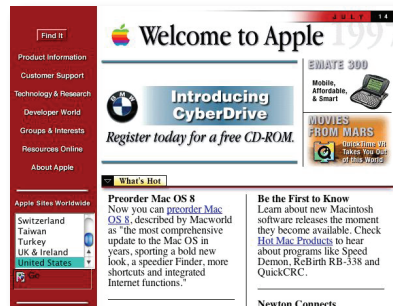 JULY 14
1997
Welcome to Apple
Find It
Product Information
Customer Support
Technology & Research
Developer World
Groups & Interests
Resources Online
About Apple
Apple Sites Worldwide
Switzerland
Taiwan
Turkey
UK & Ireland
United States
Go
BMW
Introducing
CyberDrive
Register today for a free CD-ROM.
EMATE 300
Mobile,
Affordable,
& Smart
MOVIES
FROM MARS
QuickTime VR
Takes You Out
of this World
What's Hot
Preorder Mac OS 8
Now you can preorder Mac
OS 8, described by Macworld
as "the most comprehensive
update to the Mac OS in
years, sporting a bold new
look, a speedier Finder, more
shortcuts and integrated
Internet functions."
Be the First to Know
Learn about new Macintosh
software releases the moment
they become available. Check
Hot Mac Products to hear
about programs like Speed
Demon, ReBirth RB-338 and
QuickCRC.
Newton Connects